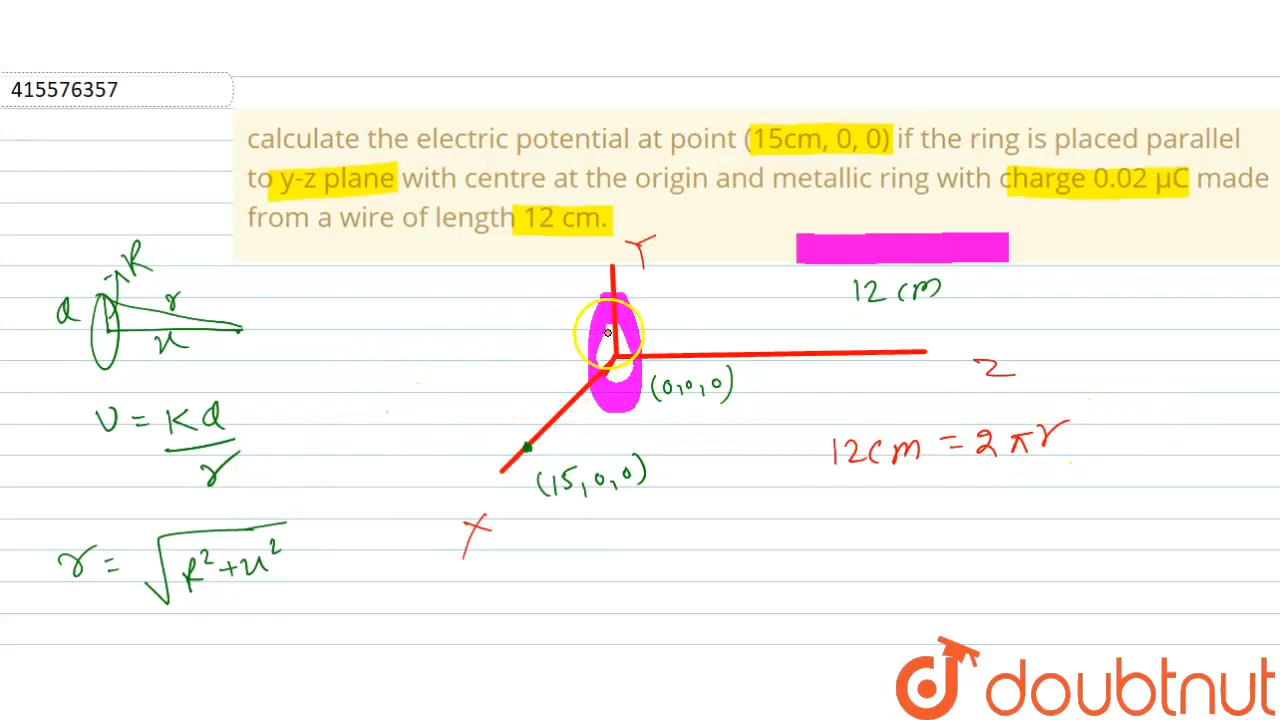 415576357
calculate the electric potential at point (15cm, 0, 0) if the ring is placed parallel
to y-z plane with centre at the origin and metallic ring with charge 0.02 μC made
from a wire of length 12 cm.
Y
R
Q
r
x
12 cm
Z
(0,0,0)
V = KQ
r
12cm = 2πr
(15,0,0)
X
r = √R²+x²
doubtnut